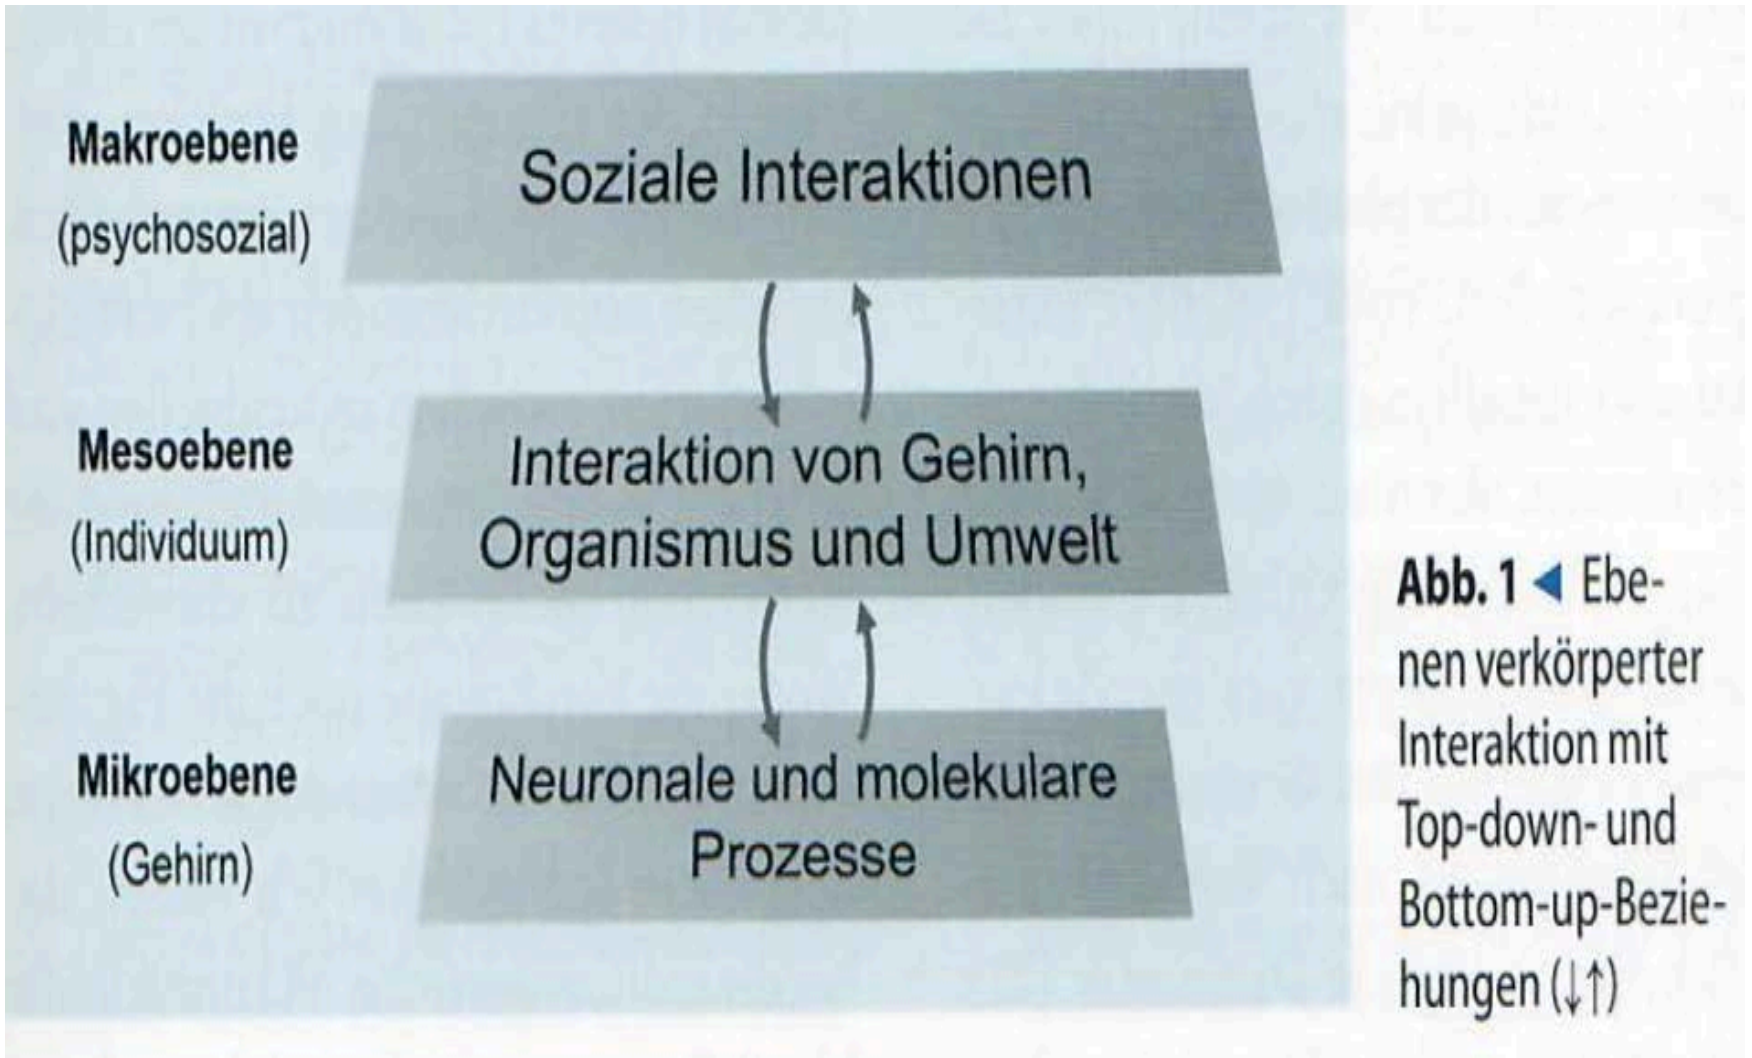 Makroebene
(psychosozial)
Soziale Interaktionen
Mesoebene
(Individuum)
Interaktion von Gehirn,
Organismus und Umwelt
Mikroebene
(Gehirn)
Neuronale und molekulare
Prozesse
Abb. 1 ◀ Ebe-
nen verkörperter
Interaktion mit
Top-down- und
Bottom-up-Bezie-
hungen (↓↑)